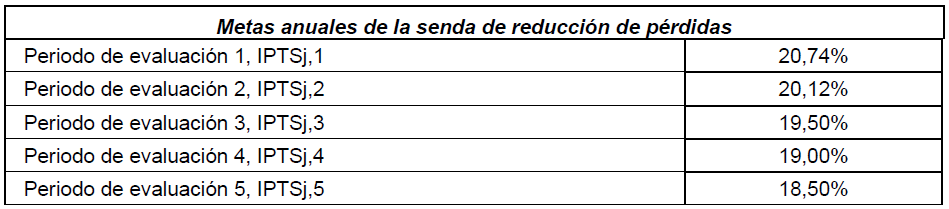 Metas anuales de la senda de reducción de pérdidas
Periodo de evaluación 1, IPTSj,1 20,74%
Periodo de evaluación 2, IPTSj,2 20,12%
Periodo de evaluación 3, IPTSj,3 19,50%
Periodo de evaluación 4, IPTSj,4 19,00%
Periodo de evaluación 5, IPTSj,5 18,50%